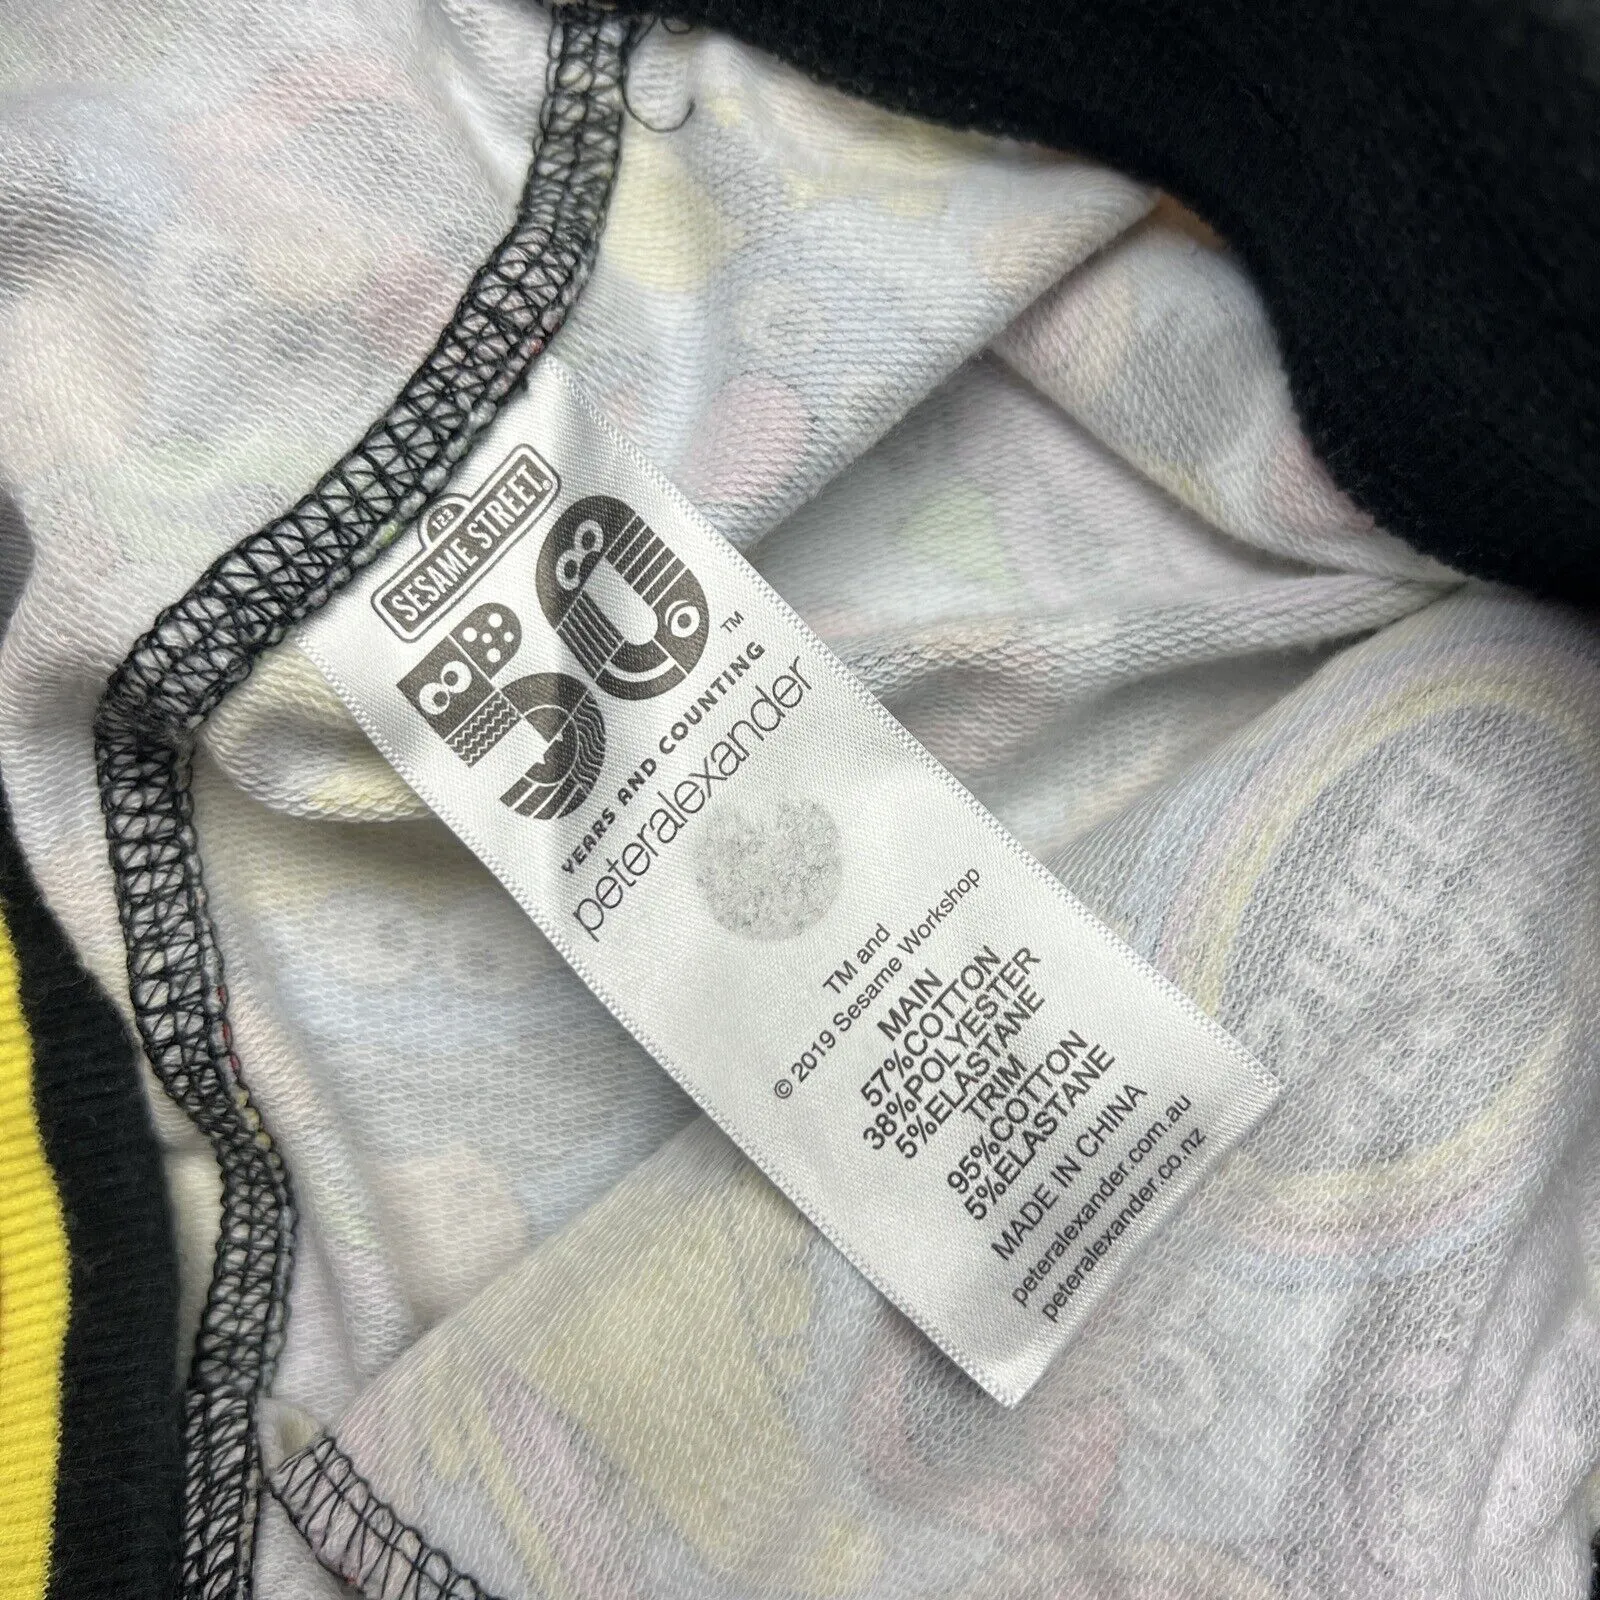 123
SESAME STREET
50 ™
YEARS AND COUNTING
peteralexander
TM and
© 2019 Sesame Workshop
MAIN
57%COTTON
38%POLYESTER
5%ELASTANE
TRIM
95%COTTON
5%ELASTANE
MADE IN CHINA
peteralexander.com.au
peteralexander.co.nz